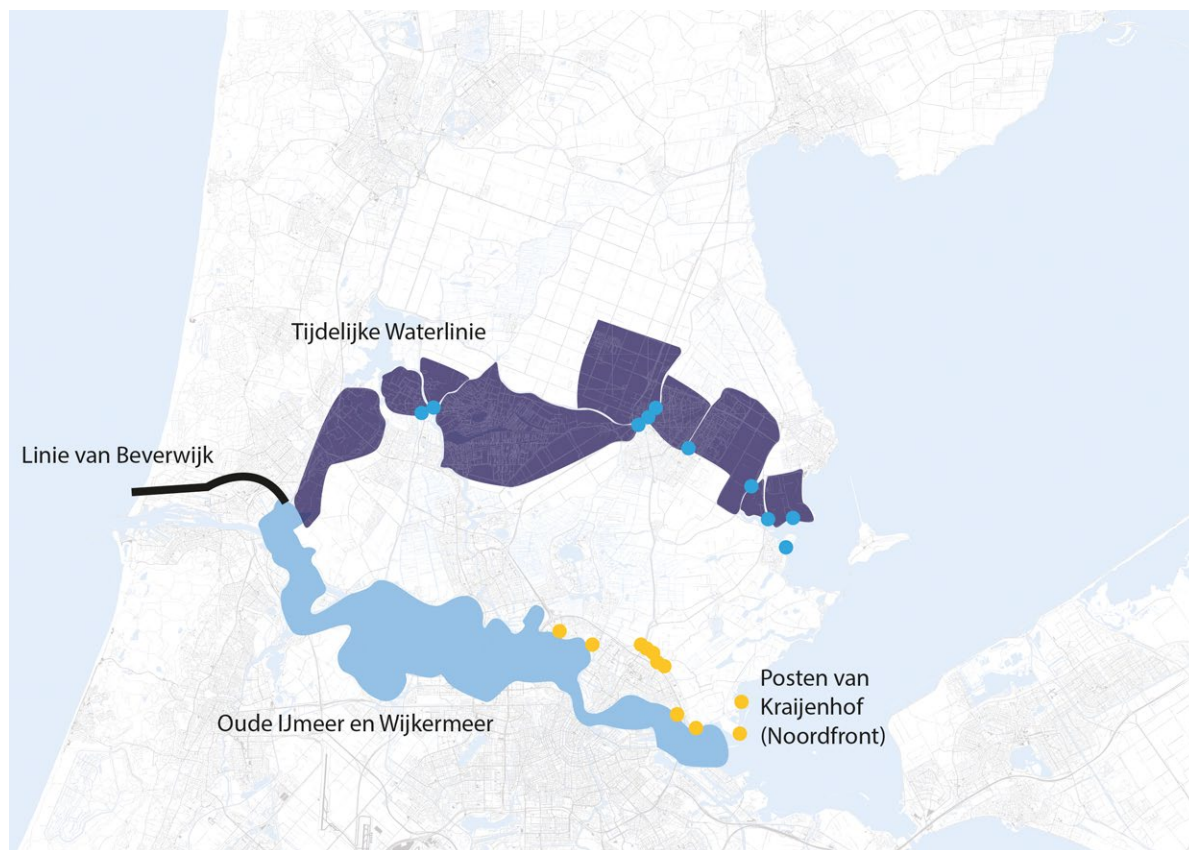 Tijdelijke Waterlinie
Linie van Beverwijk
Posten van
Kraijenhof
(Noordfront)
Oude IJmeer en Wijkermeer